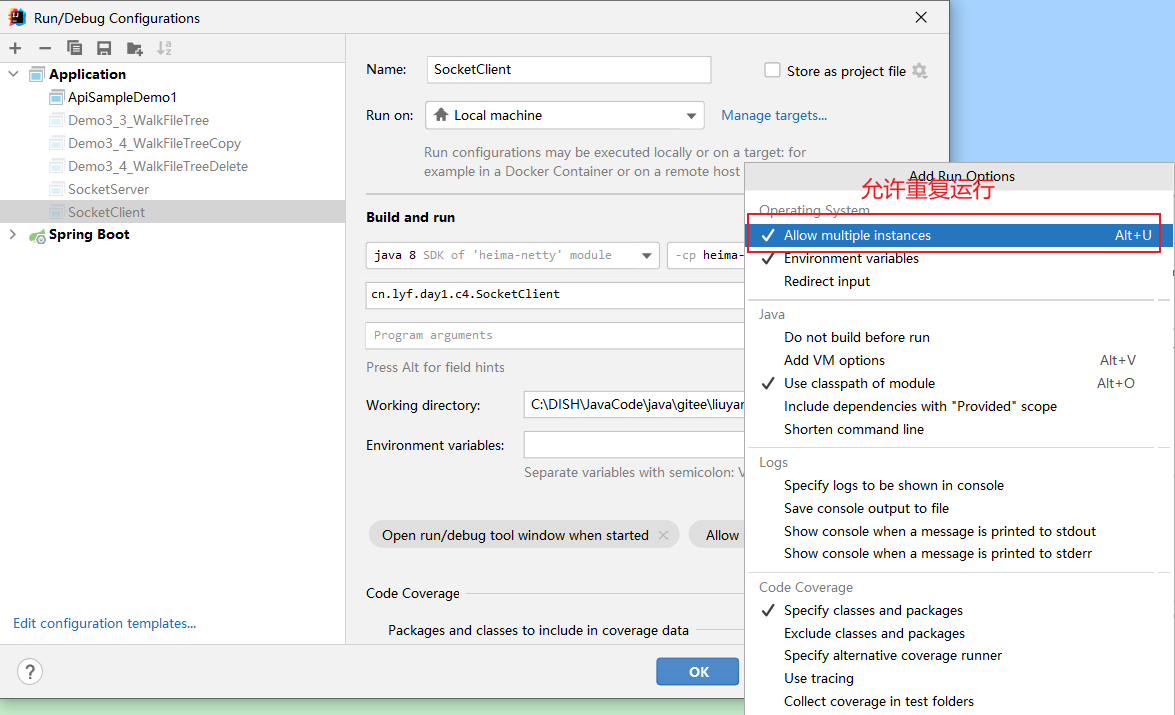 Run/Debug Configurations
Application
ApiSampleDemo1
Demo3_3_WalkFileTree
Demo3_4_WalkFileTreeCopy
Demo3_4_WalkFileTreeDelete
SocketServer
SocketClient
Spring Boot
Edit configuration templates...
?
Name: SocketClient Store as project file
Run on: Local machine Manage targets...
Run configurations may be executed locally or on a target: for
example in a Docker Container or on a remote host
Build and run
java 8 SDK of 'heima-netty' module -cp heima-
cn.lyf.day1.c4.SocketClient
Program arguments
Press Alt for field hints
Working directory: C:\DISH\JavaCode\java\gitee\liuyar
Environment variables:
Separate variables with semicolon: V
Open run/debug tool window when started × Allow
Code Coverage
Packages and classes to include in coverage data
OK
Add Run Options
允许重复运行
Operating System
Allow multiple instances Alt+U
Environment variables
Redirect input
Java
Do not build before run
Add VM options Alt+V
Use classpath of module Alt+O
Include dependencies with "Provided" scope
Shorten command line
Logs
Specify logs to be shown in console
Save console output to file
Show console when a message is printed to stdout
Show console when a message is printed to stderr
Code Coverage
Specify classes and packages
Exclude classes and packages
Specify alternative coverage runner
Use tracing
Collect coverage in test folders